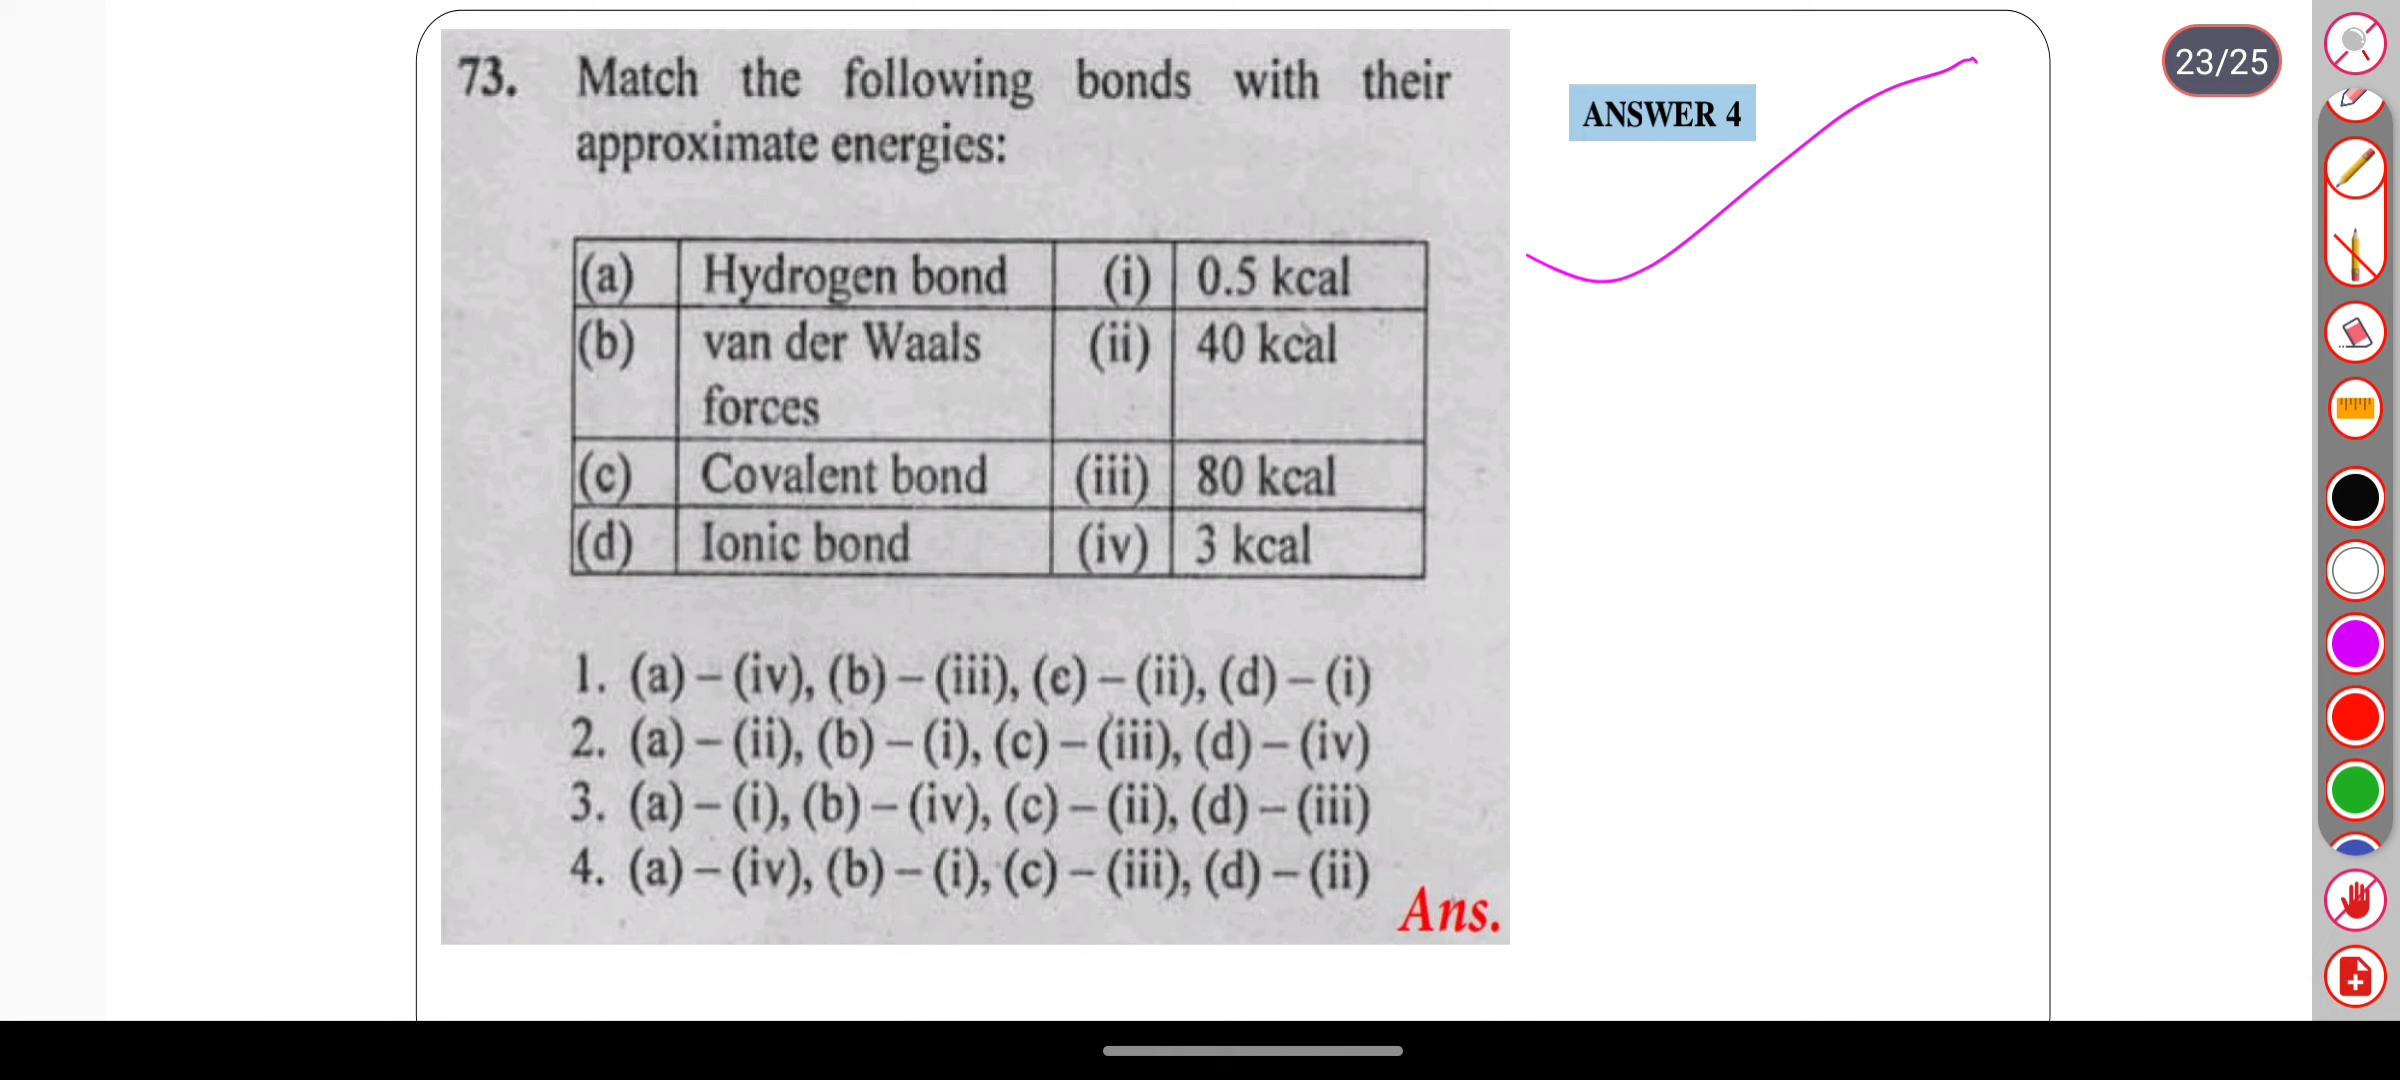 73. Match the following bonds with their
approximate energies:
ANSWER 4
23/25
(a) Hydrogen bond (i) 0.5 kcal
(b) van der Waals (ii) 40 kcal
forces
(c) Covalent bond (iii) 80 kcal
(d) Ionic bond (iv) 3 kcal
1. (a) – (iv), (b) – (iii), (c) – (ii), (d) – (i)
2. (a) – (ii), (b) – (i), (c) – (iii), (d) – (iv)
3. (a) – (i), (b) – (iv), (c) – (ii), (d) – (iii)
4. (a) – (iv), (b) – (i), (c) – (iii), (d) – (ii)
Ans.